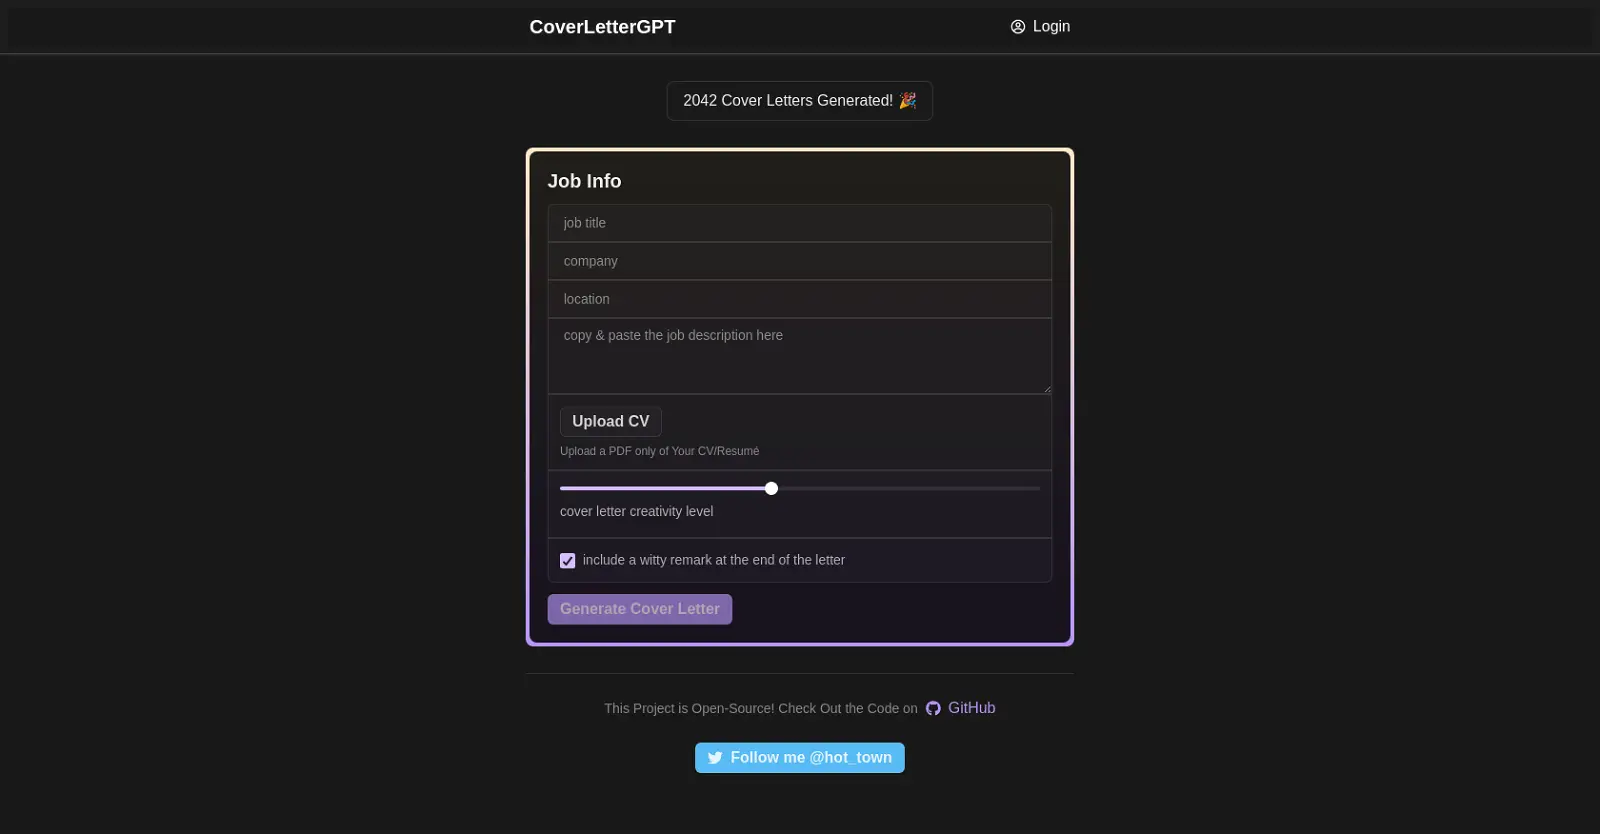 CoverLetterGPT
Login
2042 Cover Letters Generated! 🎉
Job Info
job title
company
location
copy & paste the job description here
Upload CV
Upload a PDF only of Your CV/Resumé
cover letter creativity level
include a witty remark at the end of the letter
Generate Cover Letter
This Project is Open-Source! Check Out the Code on GitHub
Follow me @hot_town